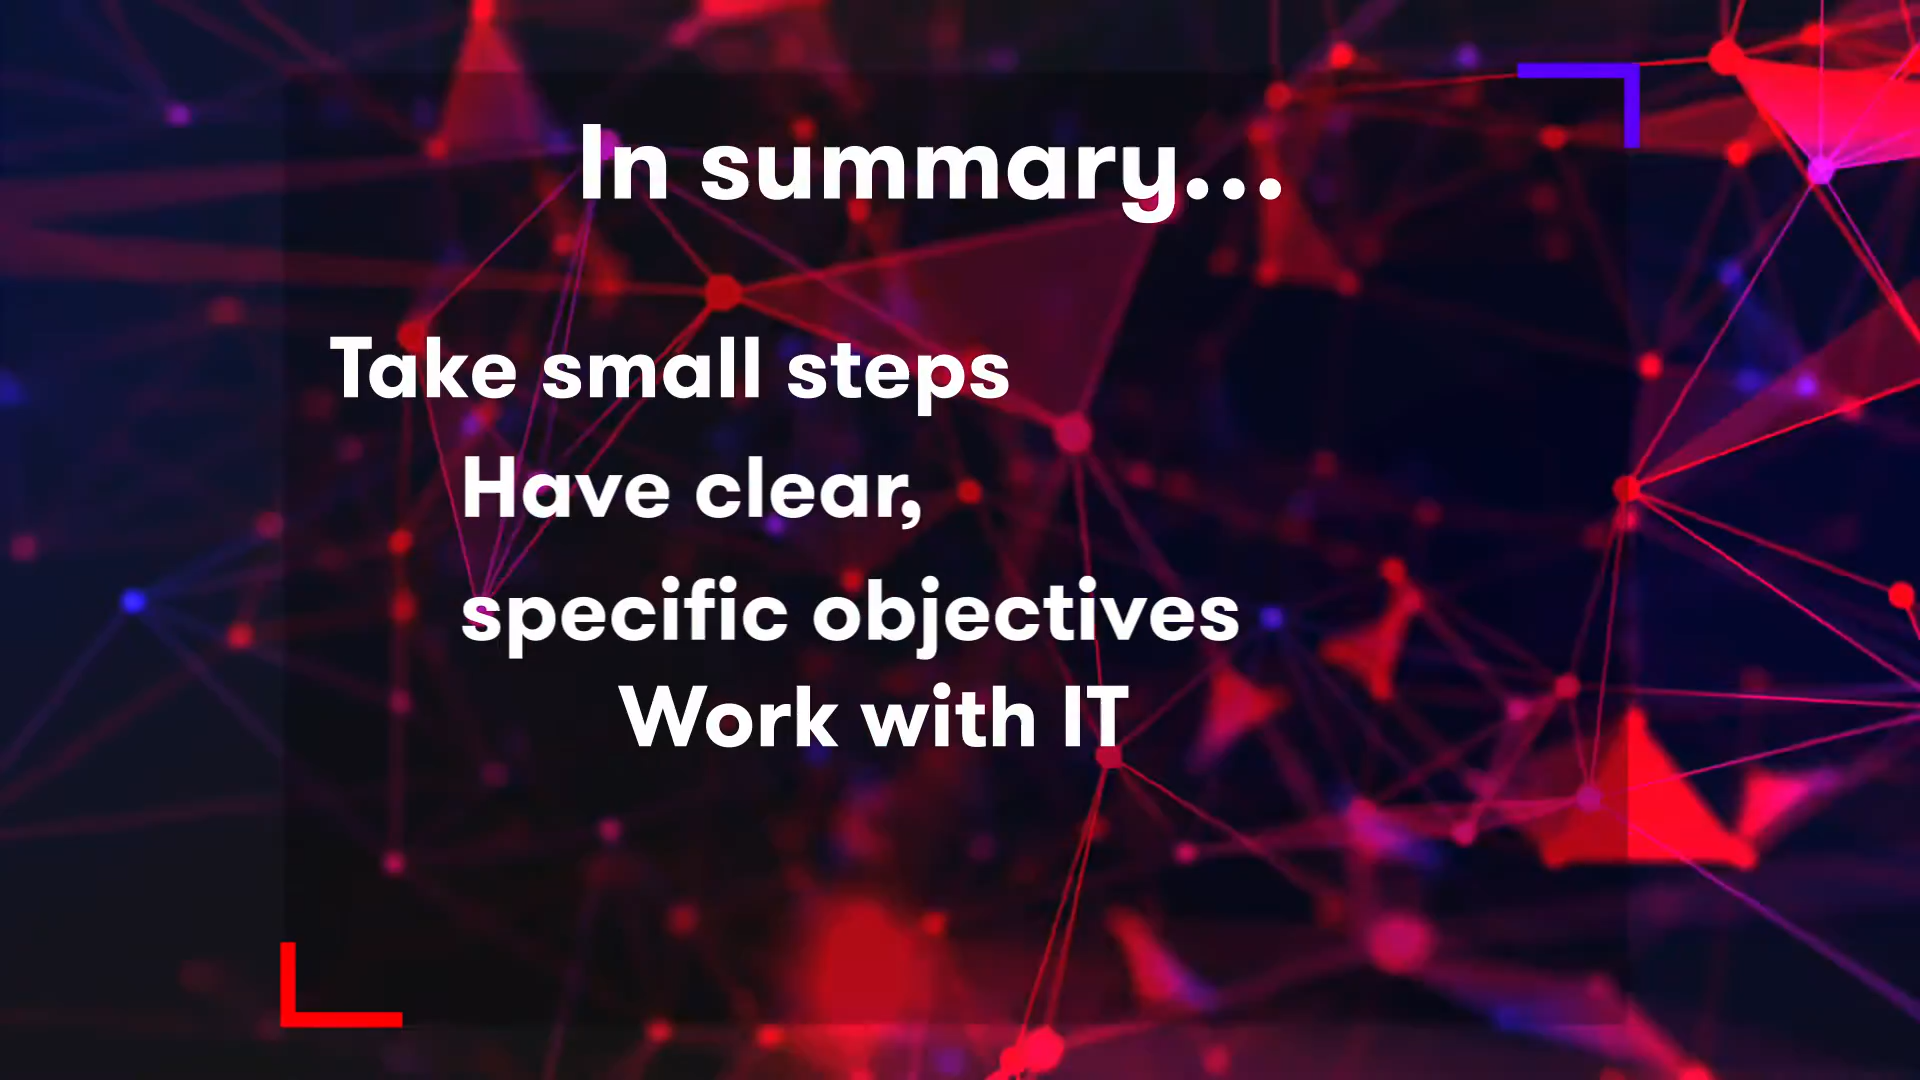 In summary...
Take small steps
Have clear,
specific objectives
Work with IT